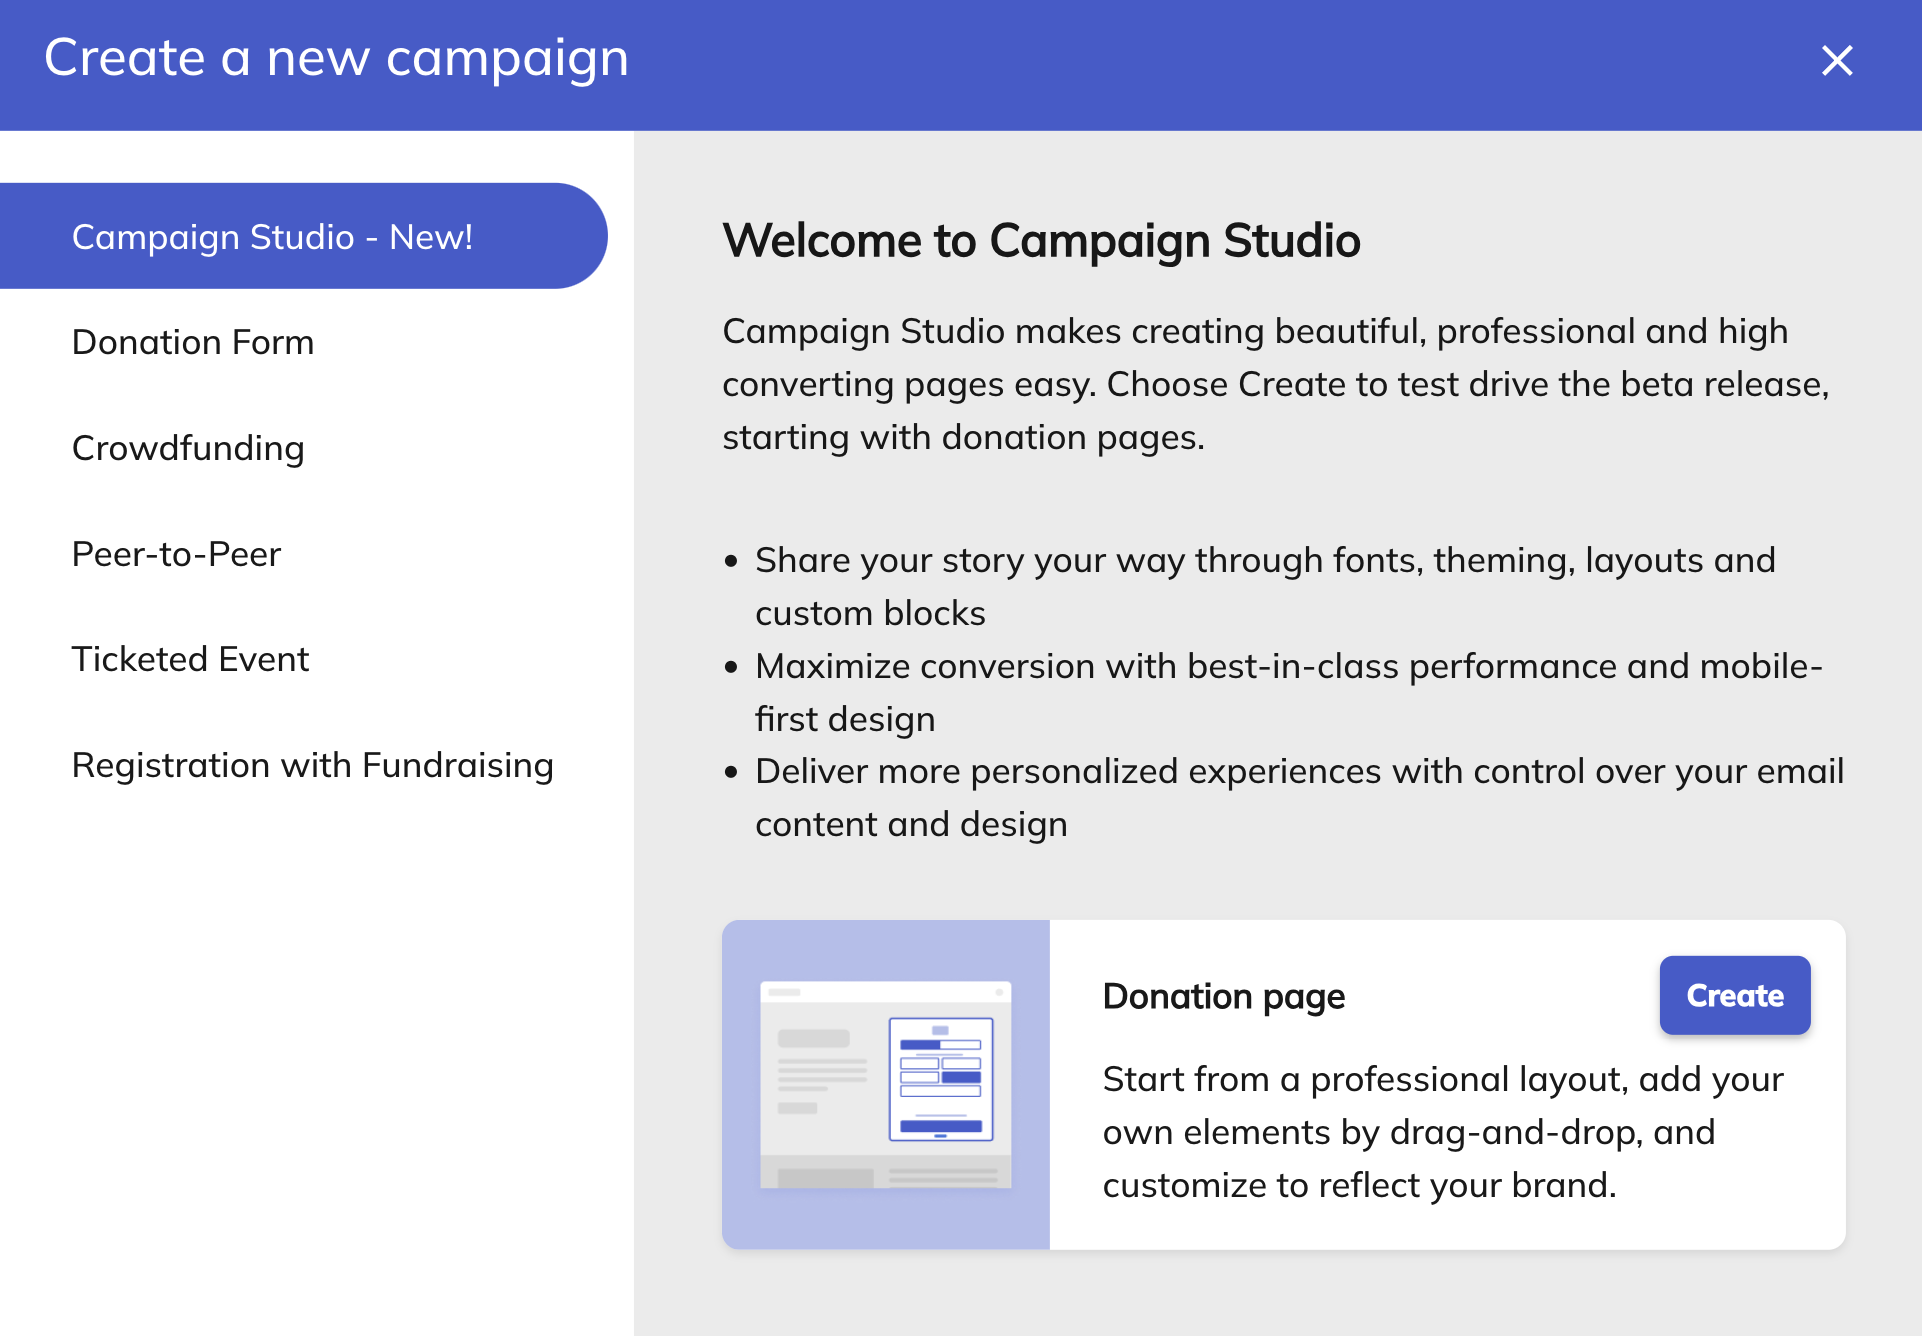 Create a new campaign
Campaign Studio - New!
Donation Form
Crowdfunding
Peer-to-Peer
Ticketed Event
Registration with Fundraising
Welcome to Campaign Studio
Campaign Studio makes creating beautiful, professional and high
converting pages easy. Choose Create to test drive the beta release,
starting with donation pages.
• Share your story your way through fonts, theming, layouts and
custom blocks
• Maximize conversion with best-in-class performance and mobile-
first design
• Deliver more personalized experiences with control over your email
content and design
Donation page
Create
Start from a professional layout, add your
own elements by drag-and-drop, and
customize to reflect your brand.